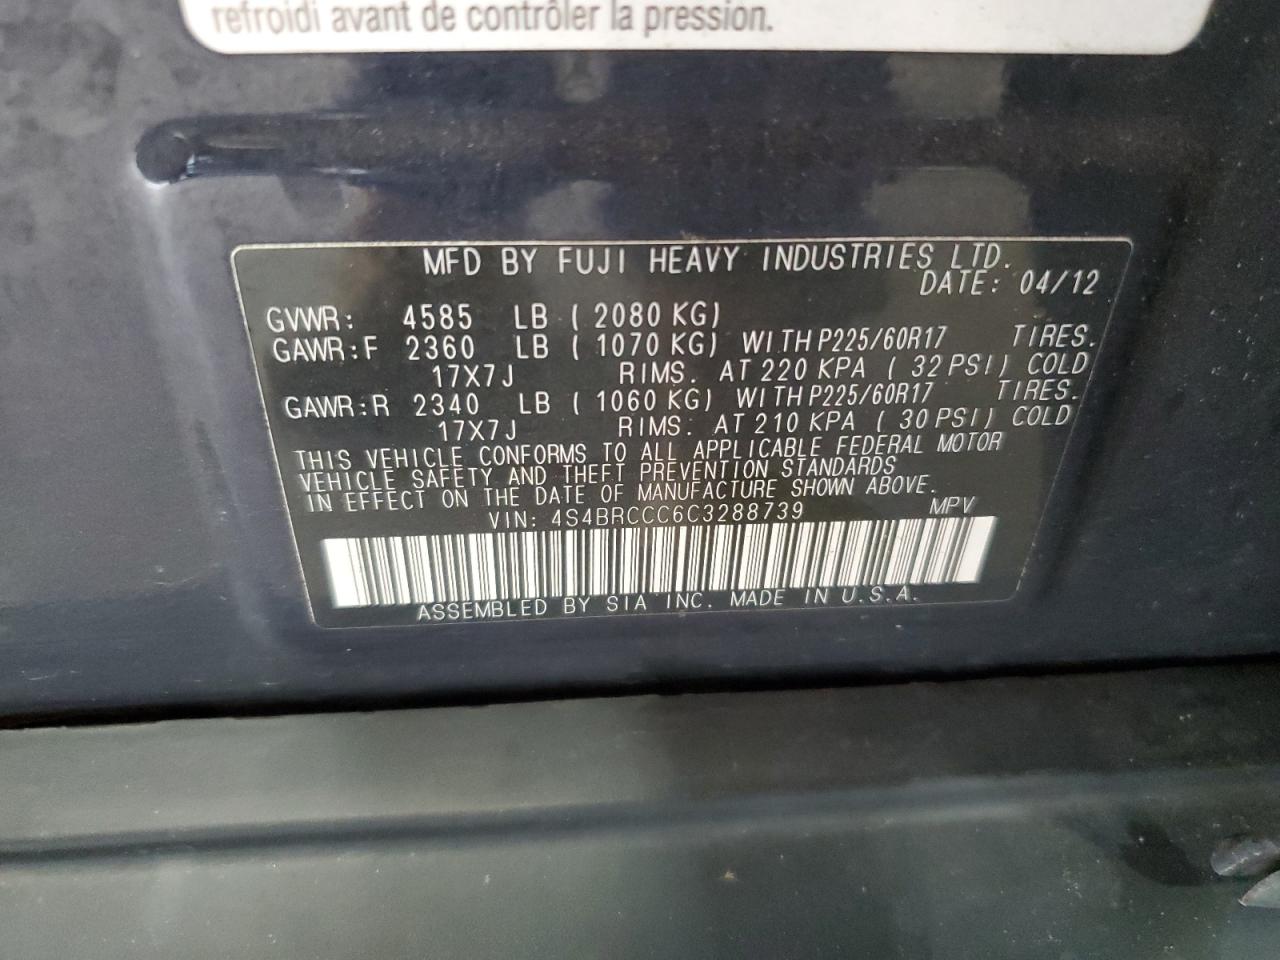 refroidi avant de contrôler la pression.
MFD BY FUJI HEAVY INDUSTRIES LTD.
DATE: 04/12
GVWR: 4585 LB ( 2080 KG)
GAWR:F 2360 LB ( 1070 KG) WITH P225/60R17 TIRES.
17X7J RIMS. AT 220 KPA ( 32 PSI) COLD
GAWR:R 2340 LB ( 1060 KG) WITH P225/60R17 TIRES.
17X7J RIMS: AT 210 KPA ( 30 PSI) COLD
THIS VEHICLE CONFORMS TO ALL APPLICABLE FEDERAL MOTOR
VEHICLE SAFETY AND THEFT PREVENTION STANDARDS
IN EFFECT ON THE DATE OF MANUFACTURE SHOWN ABOVE.
VIN: 4S4BRCCC6C3288739 MPV
ASSEMBLED BY SIA INC. MADE IN U.S.A.